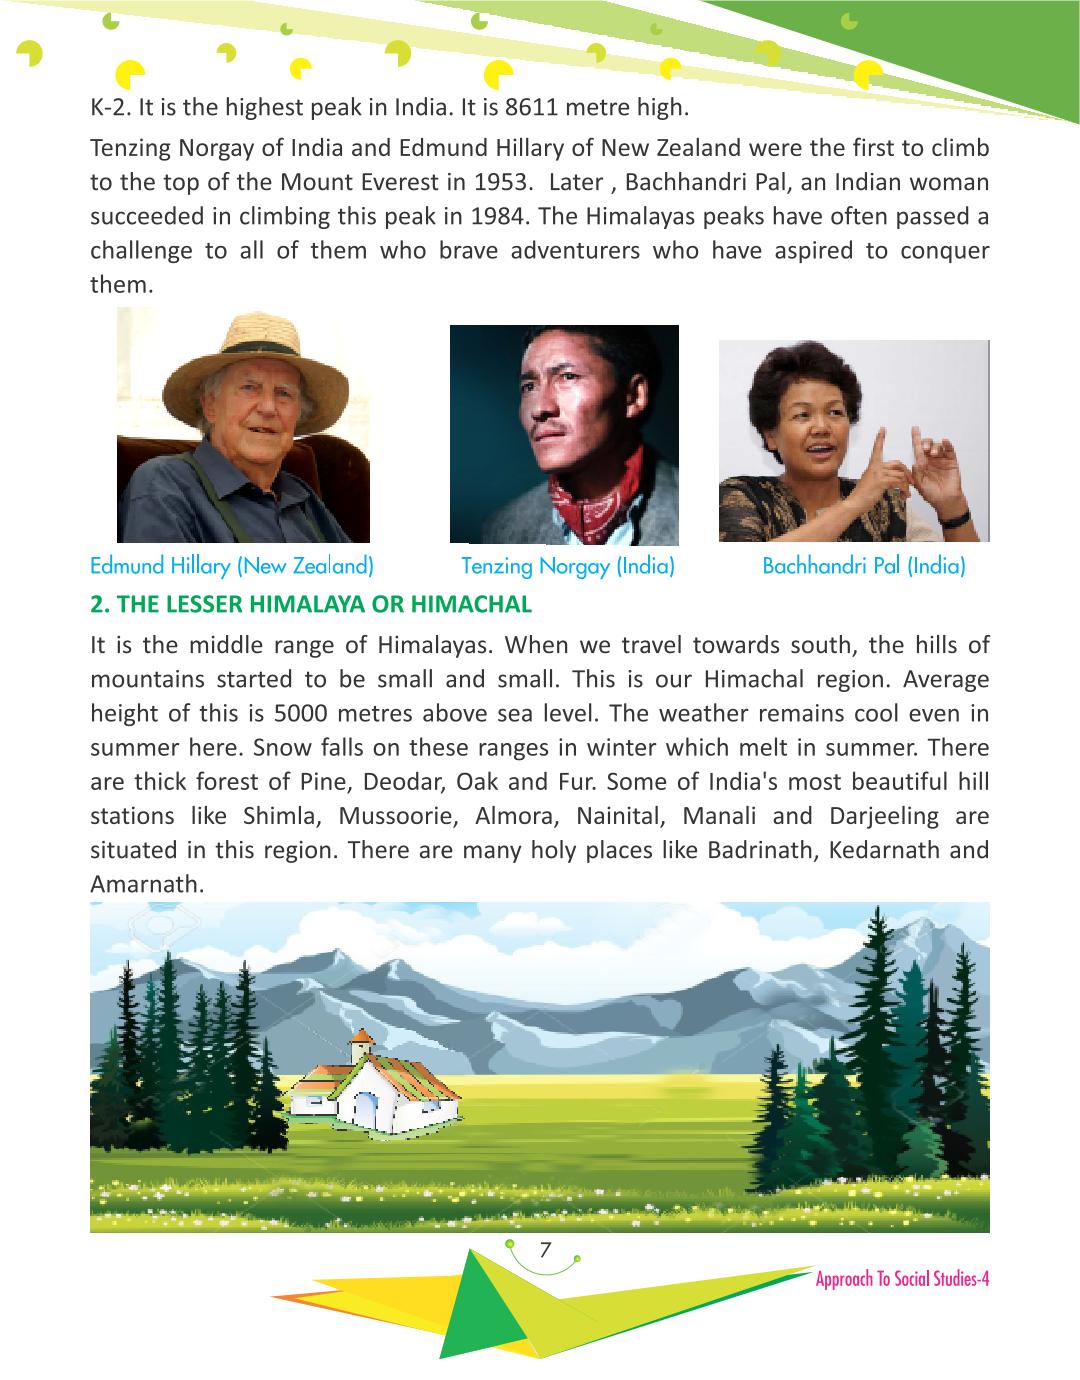 K-2. It is the highest peak in India. It is 8611 metre high.
Tenzing Norgay of India and Edmund Hillary of New Zealand were the first to climb
to the top of the Mount Everest in 1953.  Later , Bachhandri Pal, an Indian woman
succeeded in climbing this peak in 1984. The Himalayas peaks have often passed a
challenge to all of them who brave adventurers who have aspired to conquer
them.
Edmund Hillary (New Zealand)
Tenzing Norgay (India)
Bachhandri Pal (India)
2. THE LESSER HIMALAYA OR HIMACHAL
It is the middle range of Himalayas. When we travel towards south, the hills of
mountains started to be small and small. This is our Himachal region. Average
height of this is 5000 metres above sea level. The weather remains cool even in
summer here. Snow falls on these ranges in winter which melt in summer. There
are thick forest of Pine, Deodar, Oak and Fur. Some of India's most beautiful hill
stations like Shimla, Mussoorie, Almora, Nainital, Manali and Darjeeling are
situated in this region. There are many holy places like Badrinath, Kedarnath and
Amarnath.
7
Approach To Social Studies-4